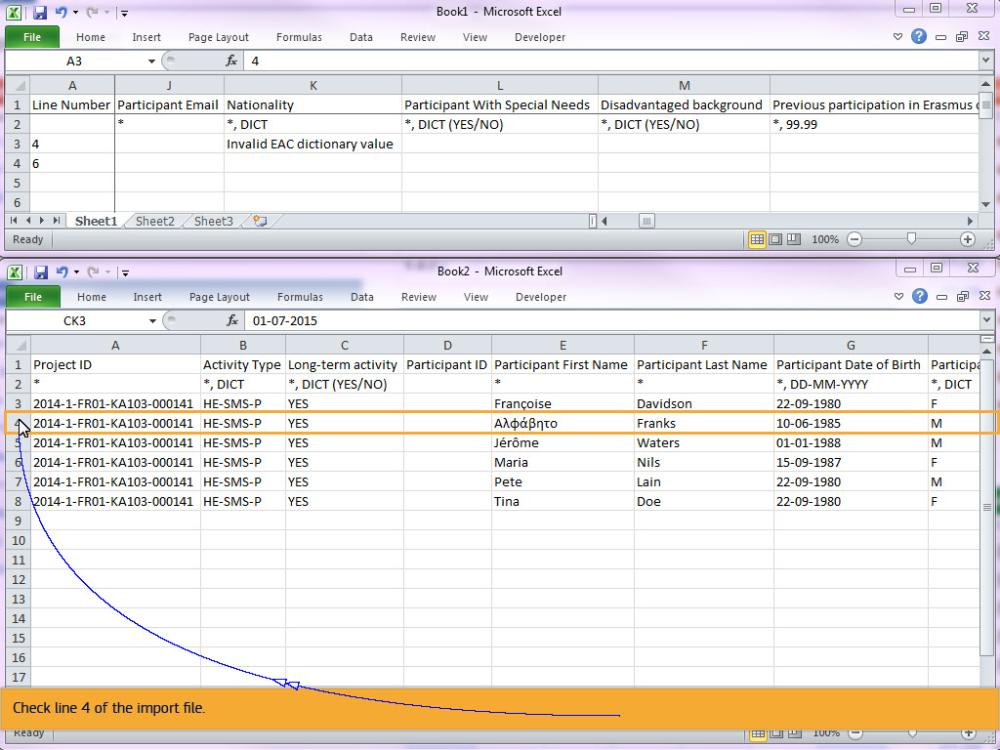 Book1 - Microsoft Excel
File Home Insert Page Layout Formulas Data Review View Developer
A3 fx 4
A J K L M
1 Line Number Participant Email Nationality Participant With Special Needs Disadvantaged background Previous participation in Erasmus
2 * *, DICT *, DICT (YES/NO) *, DICT (YES/NO) *, 99.99
3 4 Invalid EAC dictionary value
4 6
5
6
Sheet1 Sheet2 Sheet3
Ready 100%
Book2 - Microsoft Excel
File Home Insert Page Layout Formulas Data Review View Developer
CK3 fx 01-07-2015
A B C D E F G
1 Project ID Activity Type Long-term activity Participant ID Participant First Name Participant Last Name Participant Date of Birth Participa
2 * *, DICT *, DICT (YES/NO) * * *, DD-MM-YYYY *, DICT
3 2014-1-FR01-KA103-000141 HE-SMS-P YES Françoise Davidson 22-09-1980 F
4 2014-1-FR01-KA103-000141 HE-SMS-P YES Αλφάβητο Franks 10-06-1985 M
5 2014-1-FR01-KA103-000141 HE-SMS-P YES Jérôme Waters 01-01-1988 M
6 2014-1-FR01-KA103-000141 HE-SMS-P YES Maria Nils 15-09-1987 F
7 2014-1-FR01-KA103-000141 HE-SMS-P YES Pete Lain 22-09-1980 M
8 2014-1-FR01-KA103-000141 HE-SMS-P YES Tina Doe 22-09-1980 F
9
10
11
12
13
14
15
16
17
Check line 4 of the import file.
Ready 100%